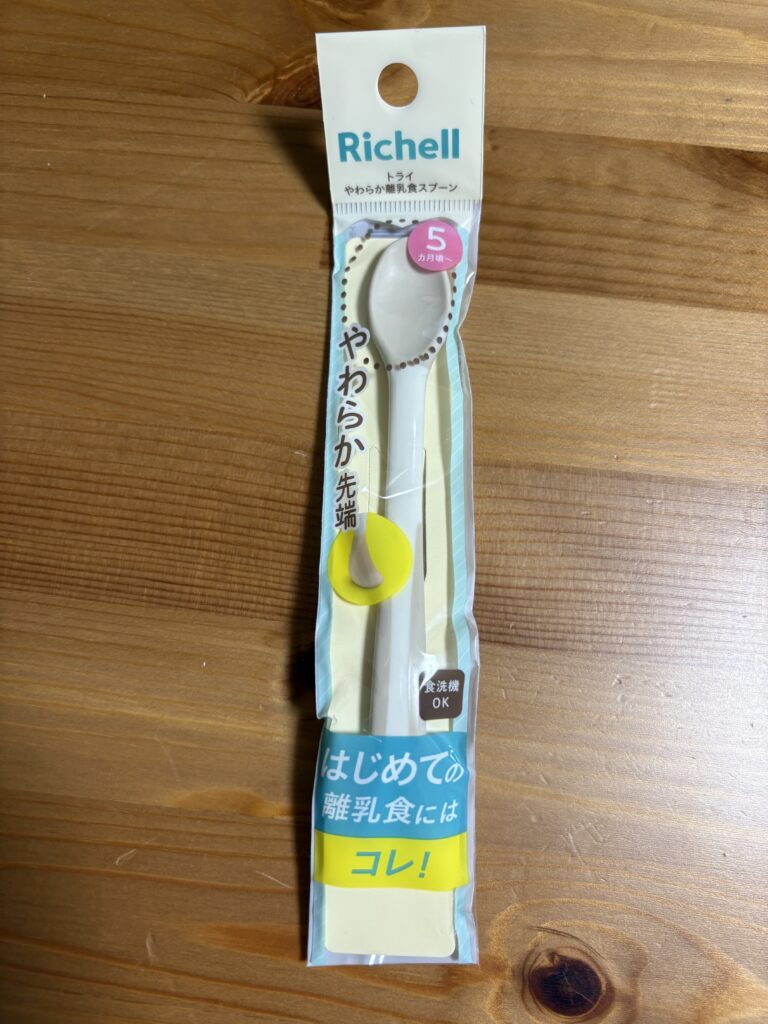 Richell
トライ
やわらか離乳食スプーン
5
カ月頃～
やわらか先端
食洗機
OK
はじめての
離乳食には
コレ!